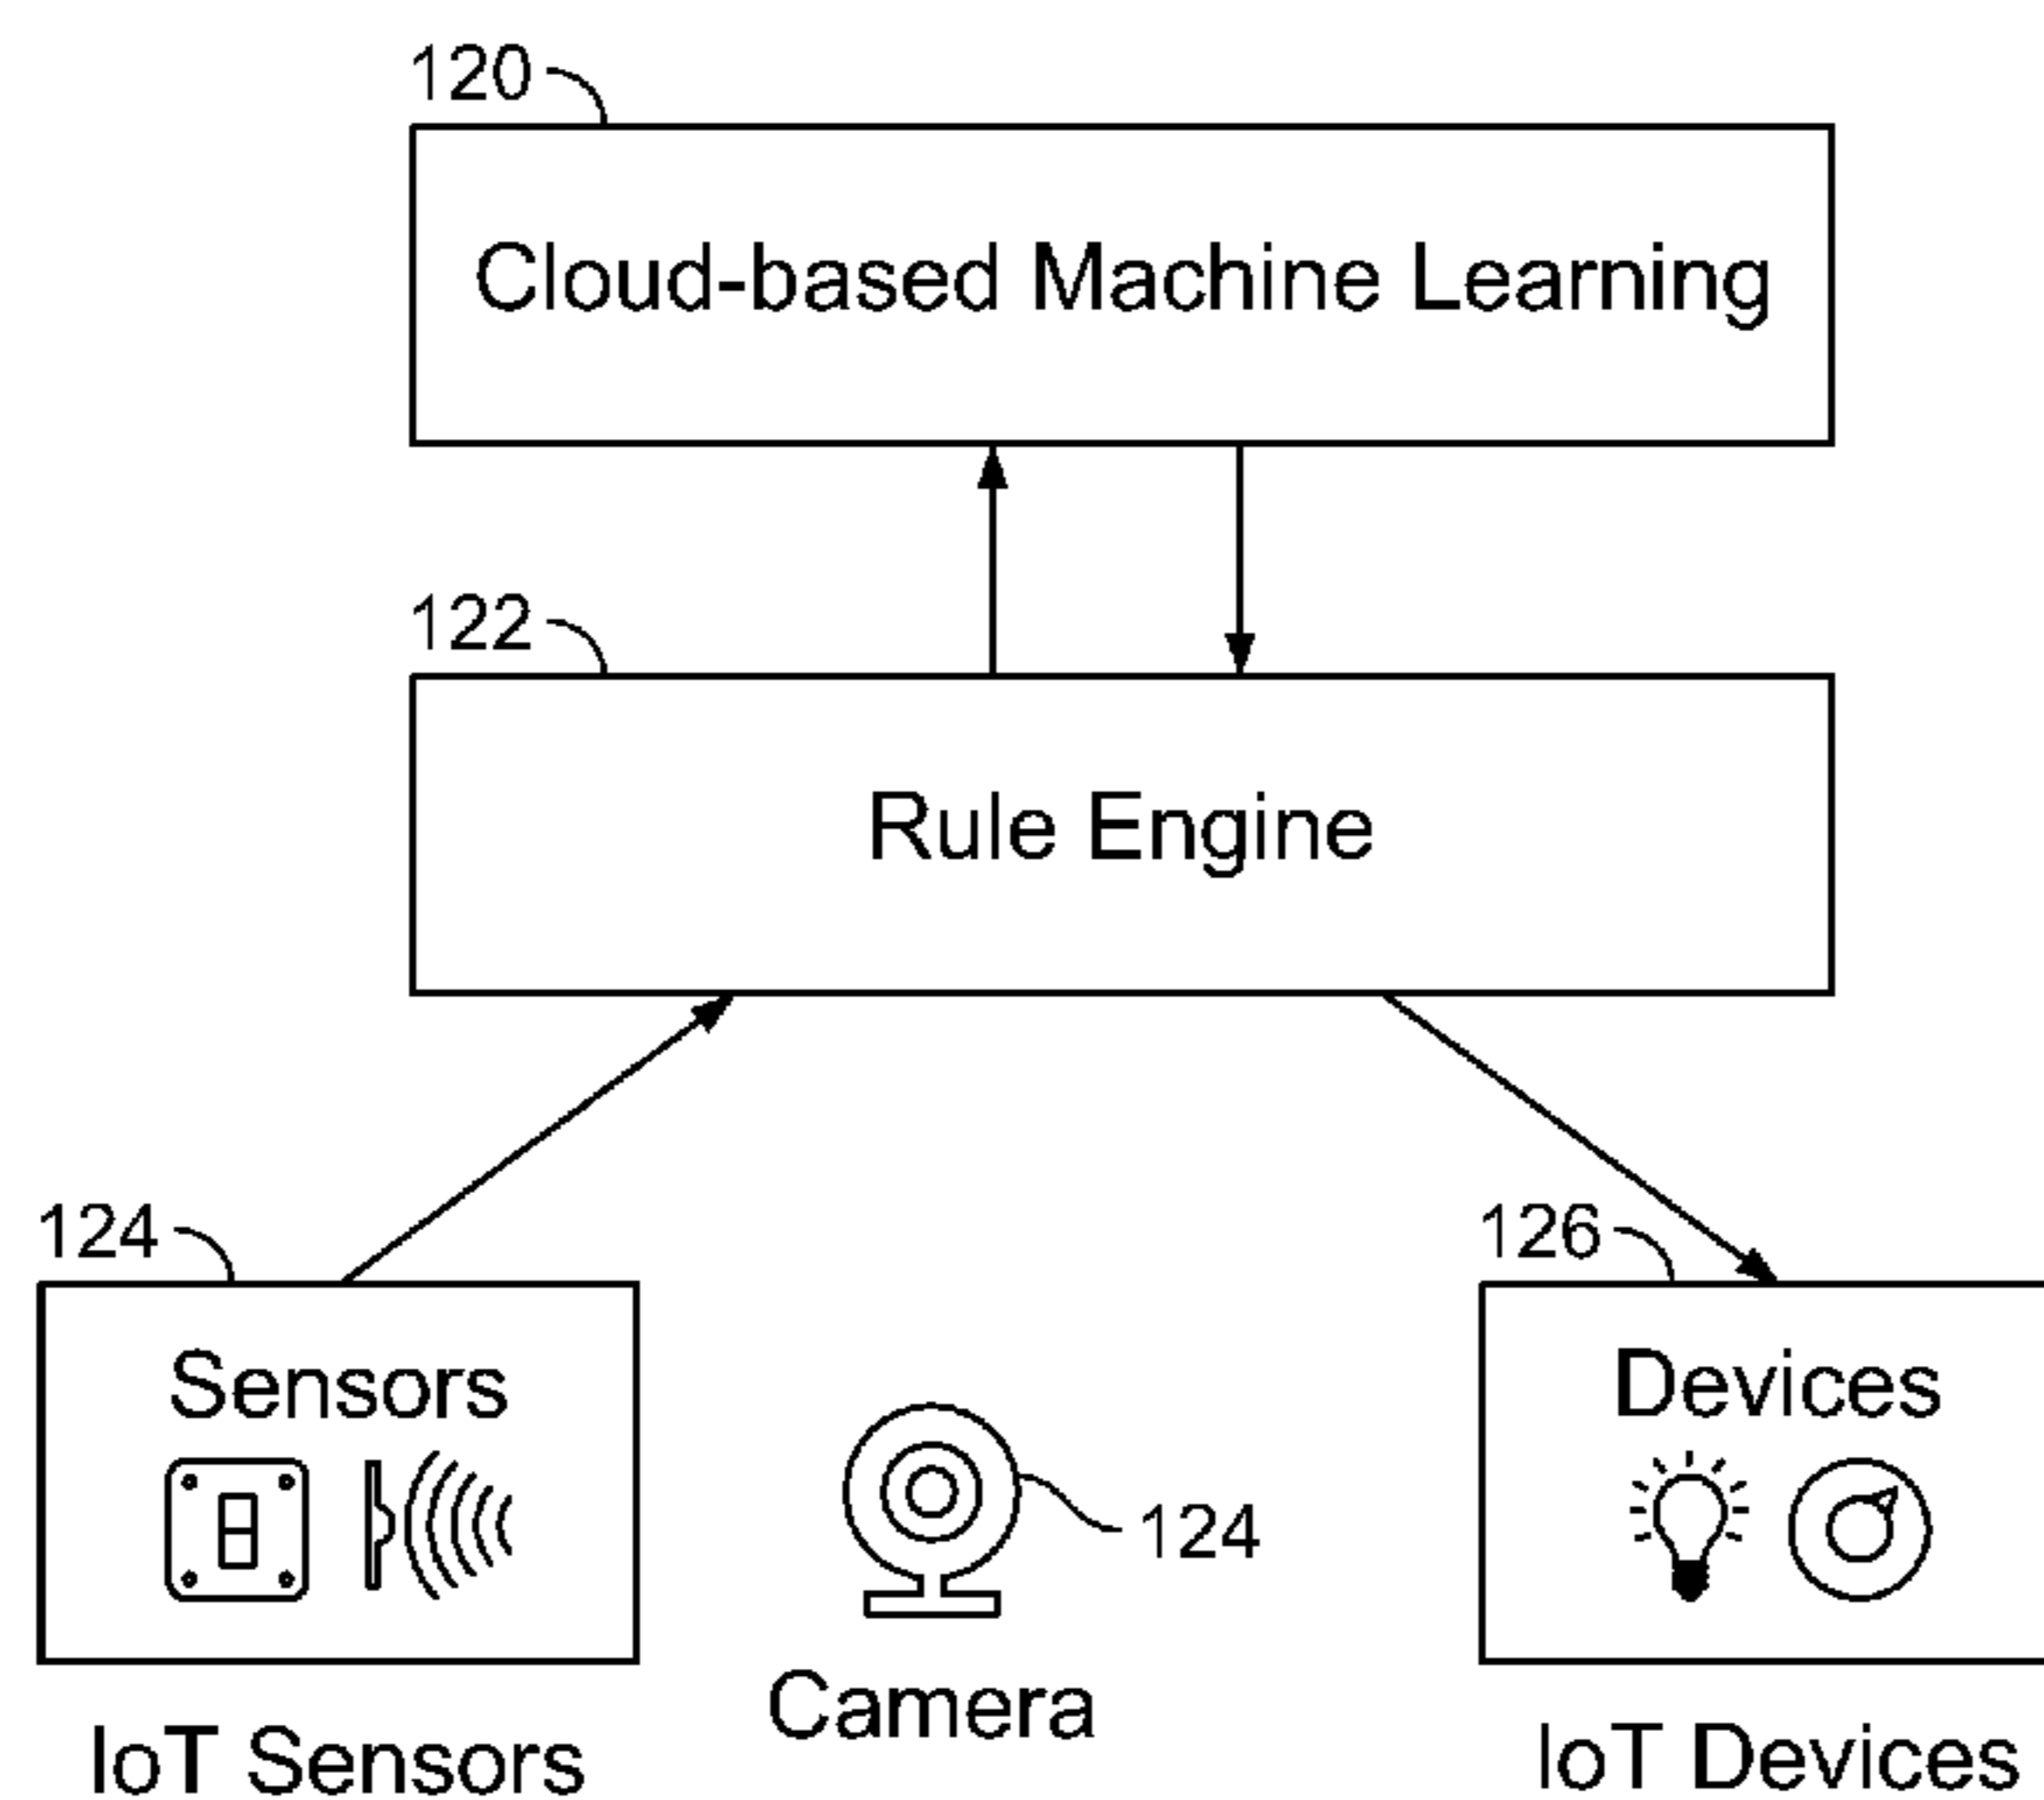 120
Cloud-based Machine Learning
122
Rule Engine
124
126
Sensors
Devices
124
Camera
IoT Sensors
IoT Devices